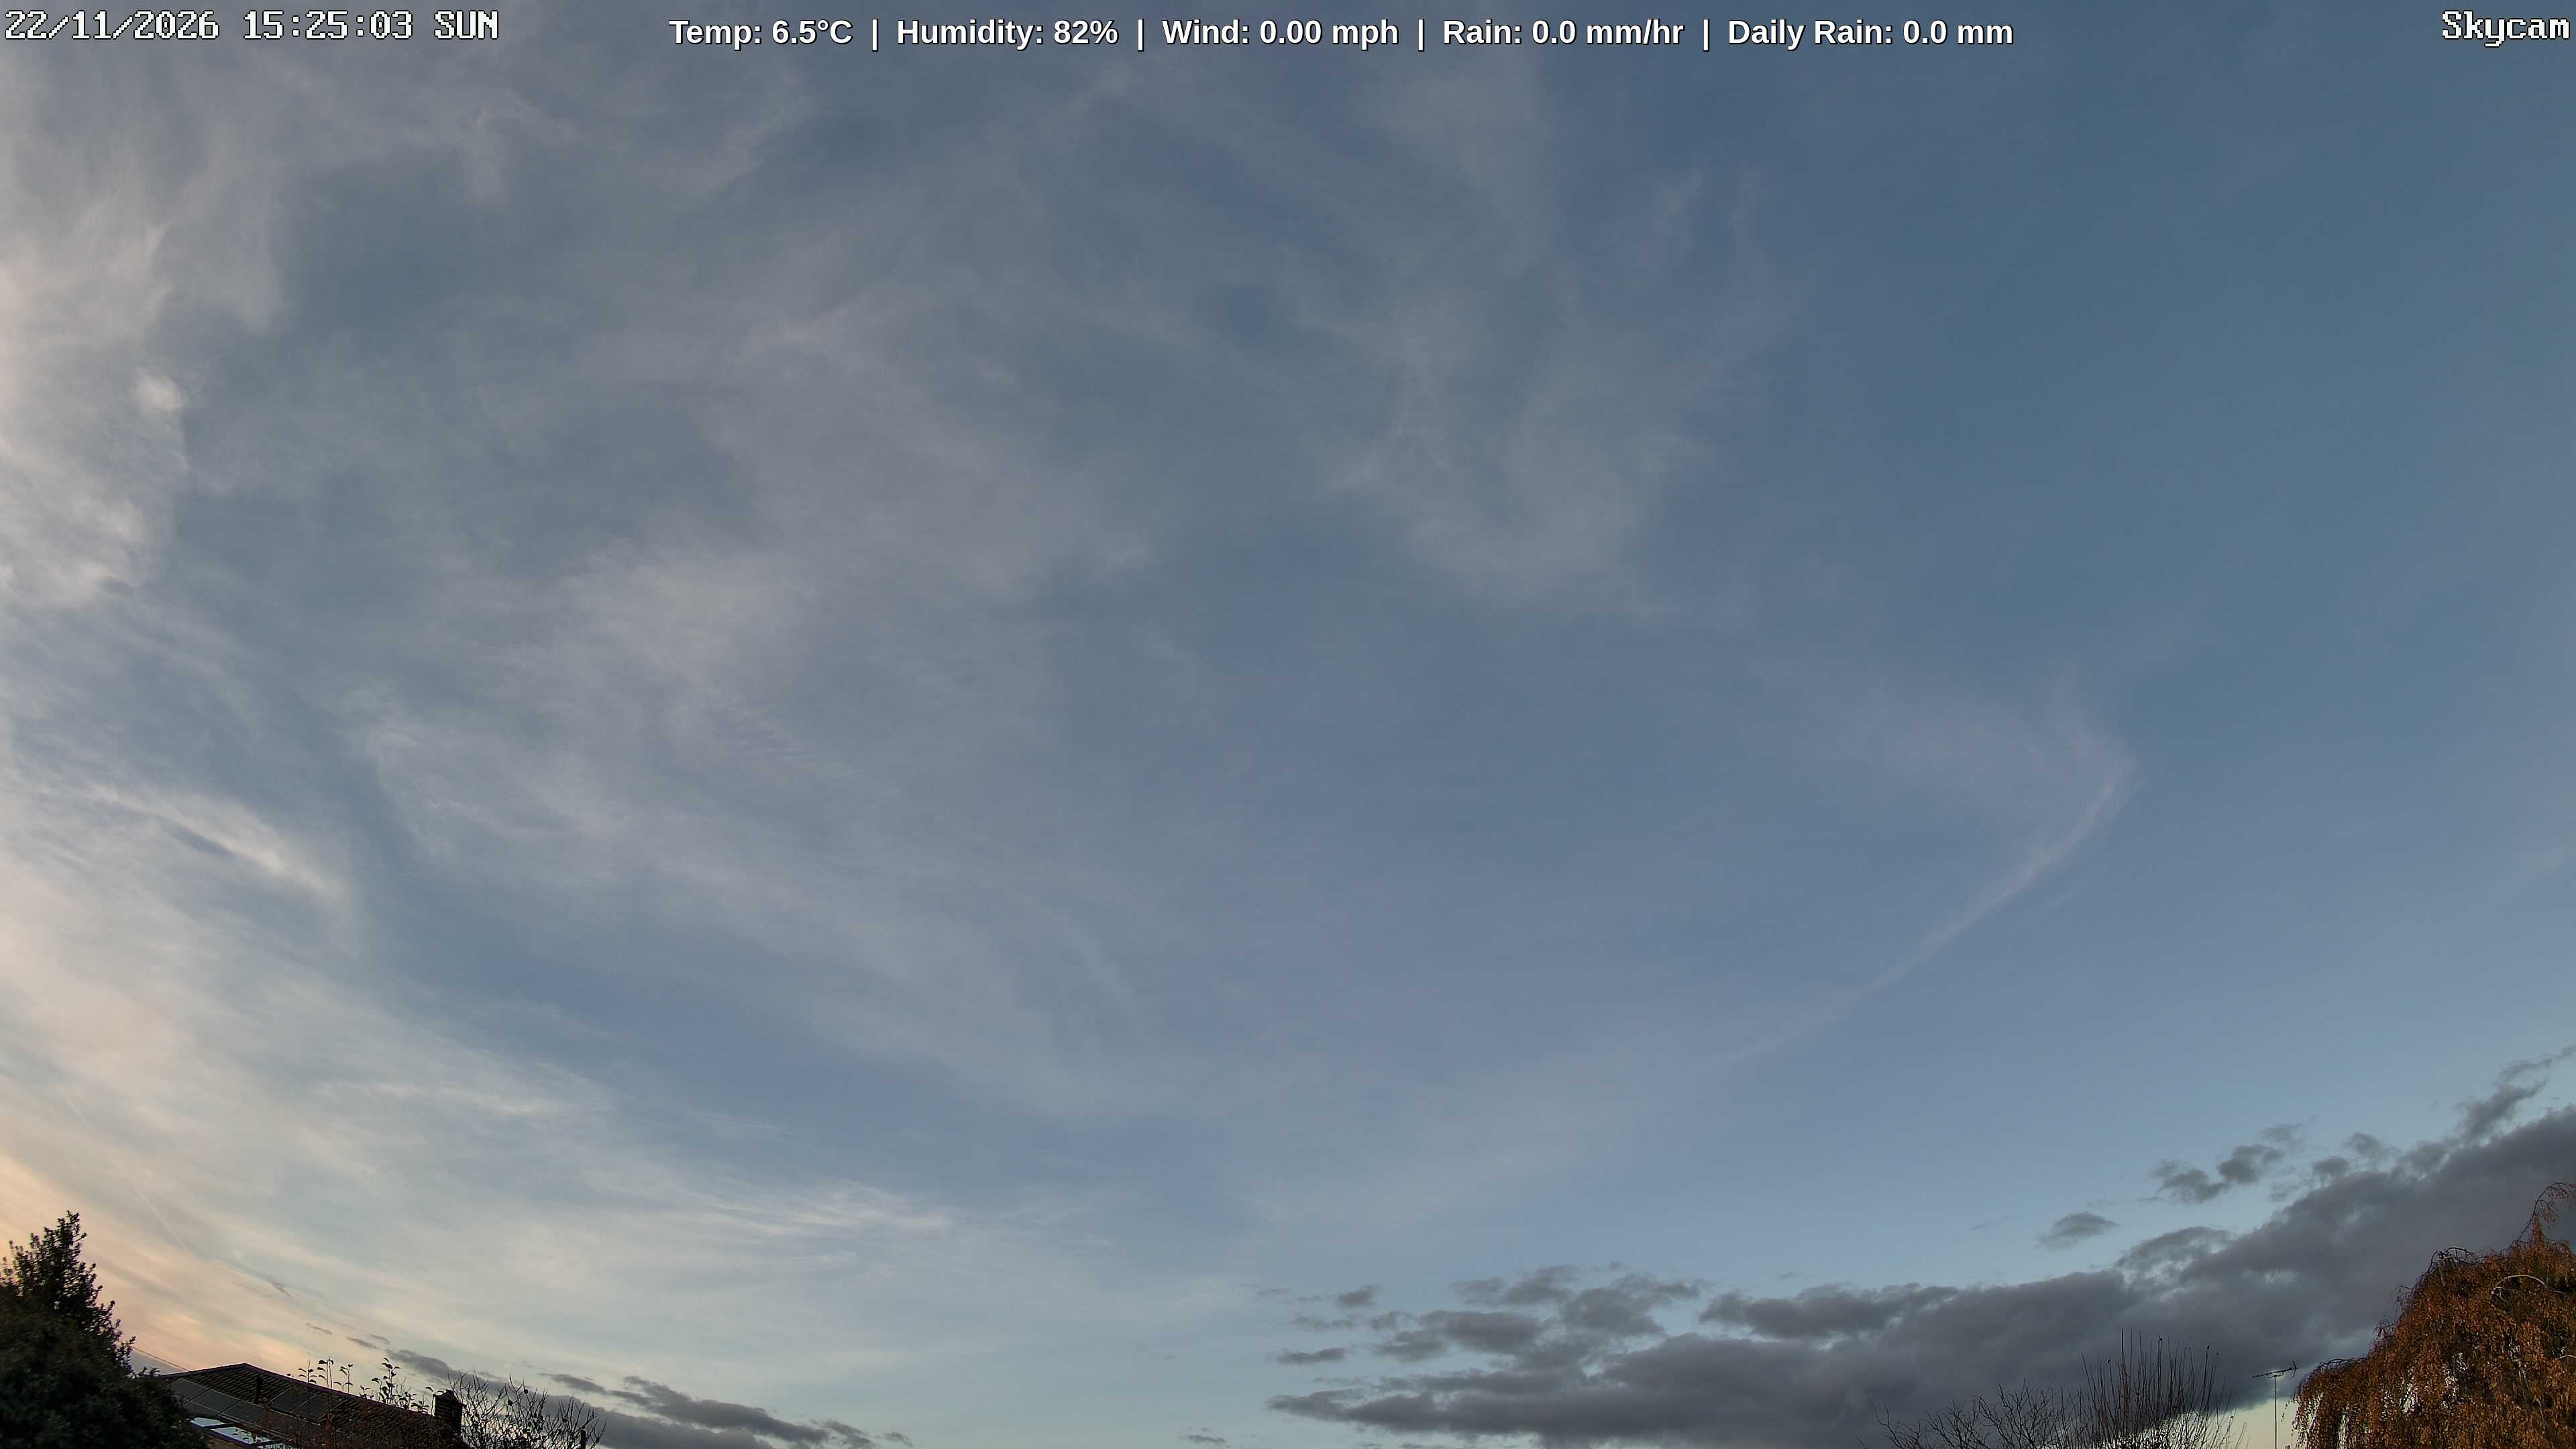 22/11/2026 15:25:03 SUN
Temp: 6.5°C | Humidity: 82% | Wind: 0.00 mph | Rain: 0.0 mm/hr | Daily Rain: 0.0 mm
Skycam